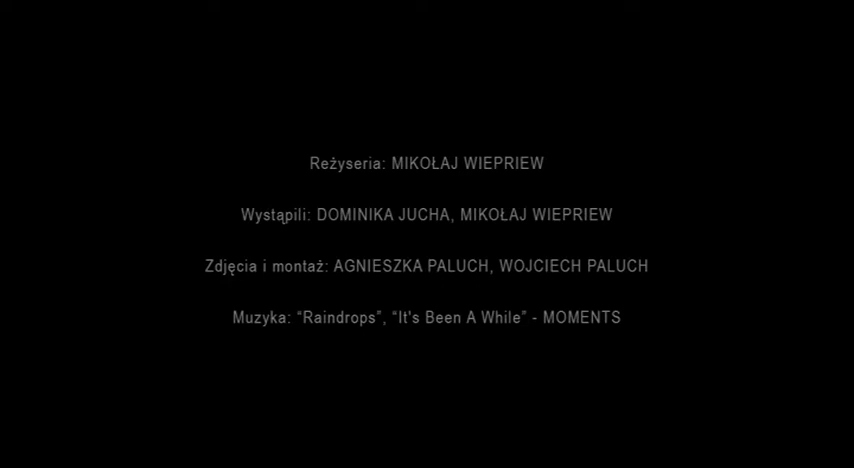 Reżyseria: MIKOŁAJ WIEPRIEW
Wystąpili: DOMINIKA JUCHA, MIKOŁAJ WIEPRIEW
Zdjęcia i montaż: AGNIESZKA PALUCH, WOJCIECH PALUCH
Muzyka: “Raindrops”, “It's Been A While” - MOMENTS